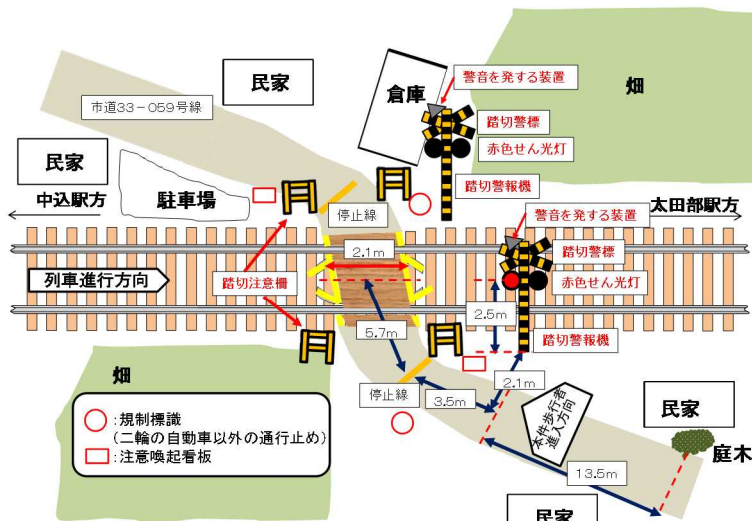 民家
市道33-059号線
倉庫
警音を発する装置
踏切警標
赤色せん光灯
踏切警報機
畑
民家
中込駅方
駐車場
停止線
太田部駅方
警音を発する装置
踏切警標
赤色せん光灯
踏切警報機
列車進行方向
踏切注意柵
2.1m
5.7m
2.5m
畑
停止線
3.5m
2.1m
本件歩行者
進入方向
13.5m
民家
庭木
民家
:規制標識
(二輪の自動車以外の通行止め)
:注意喚起看板